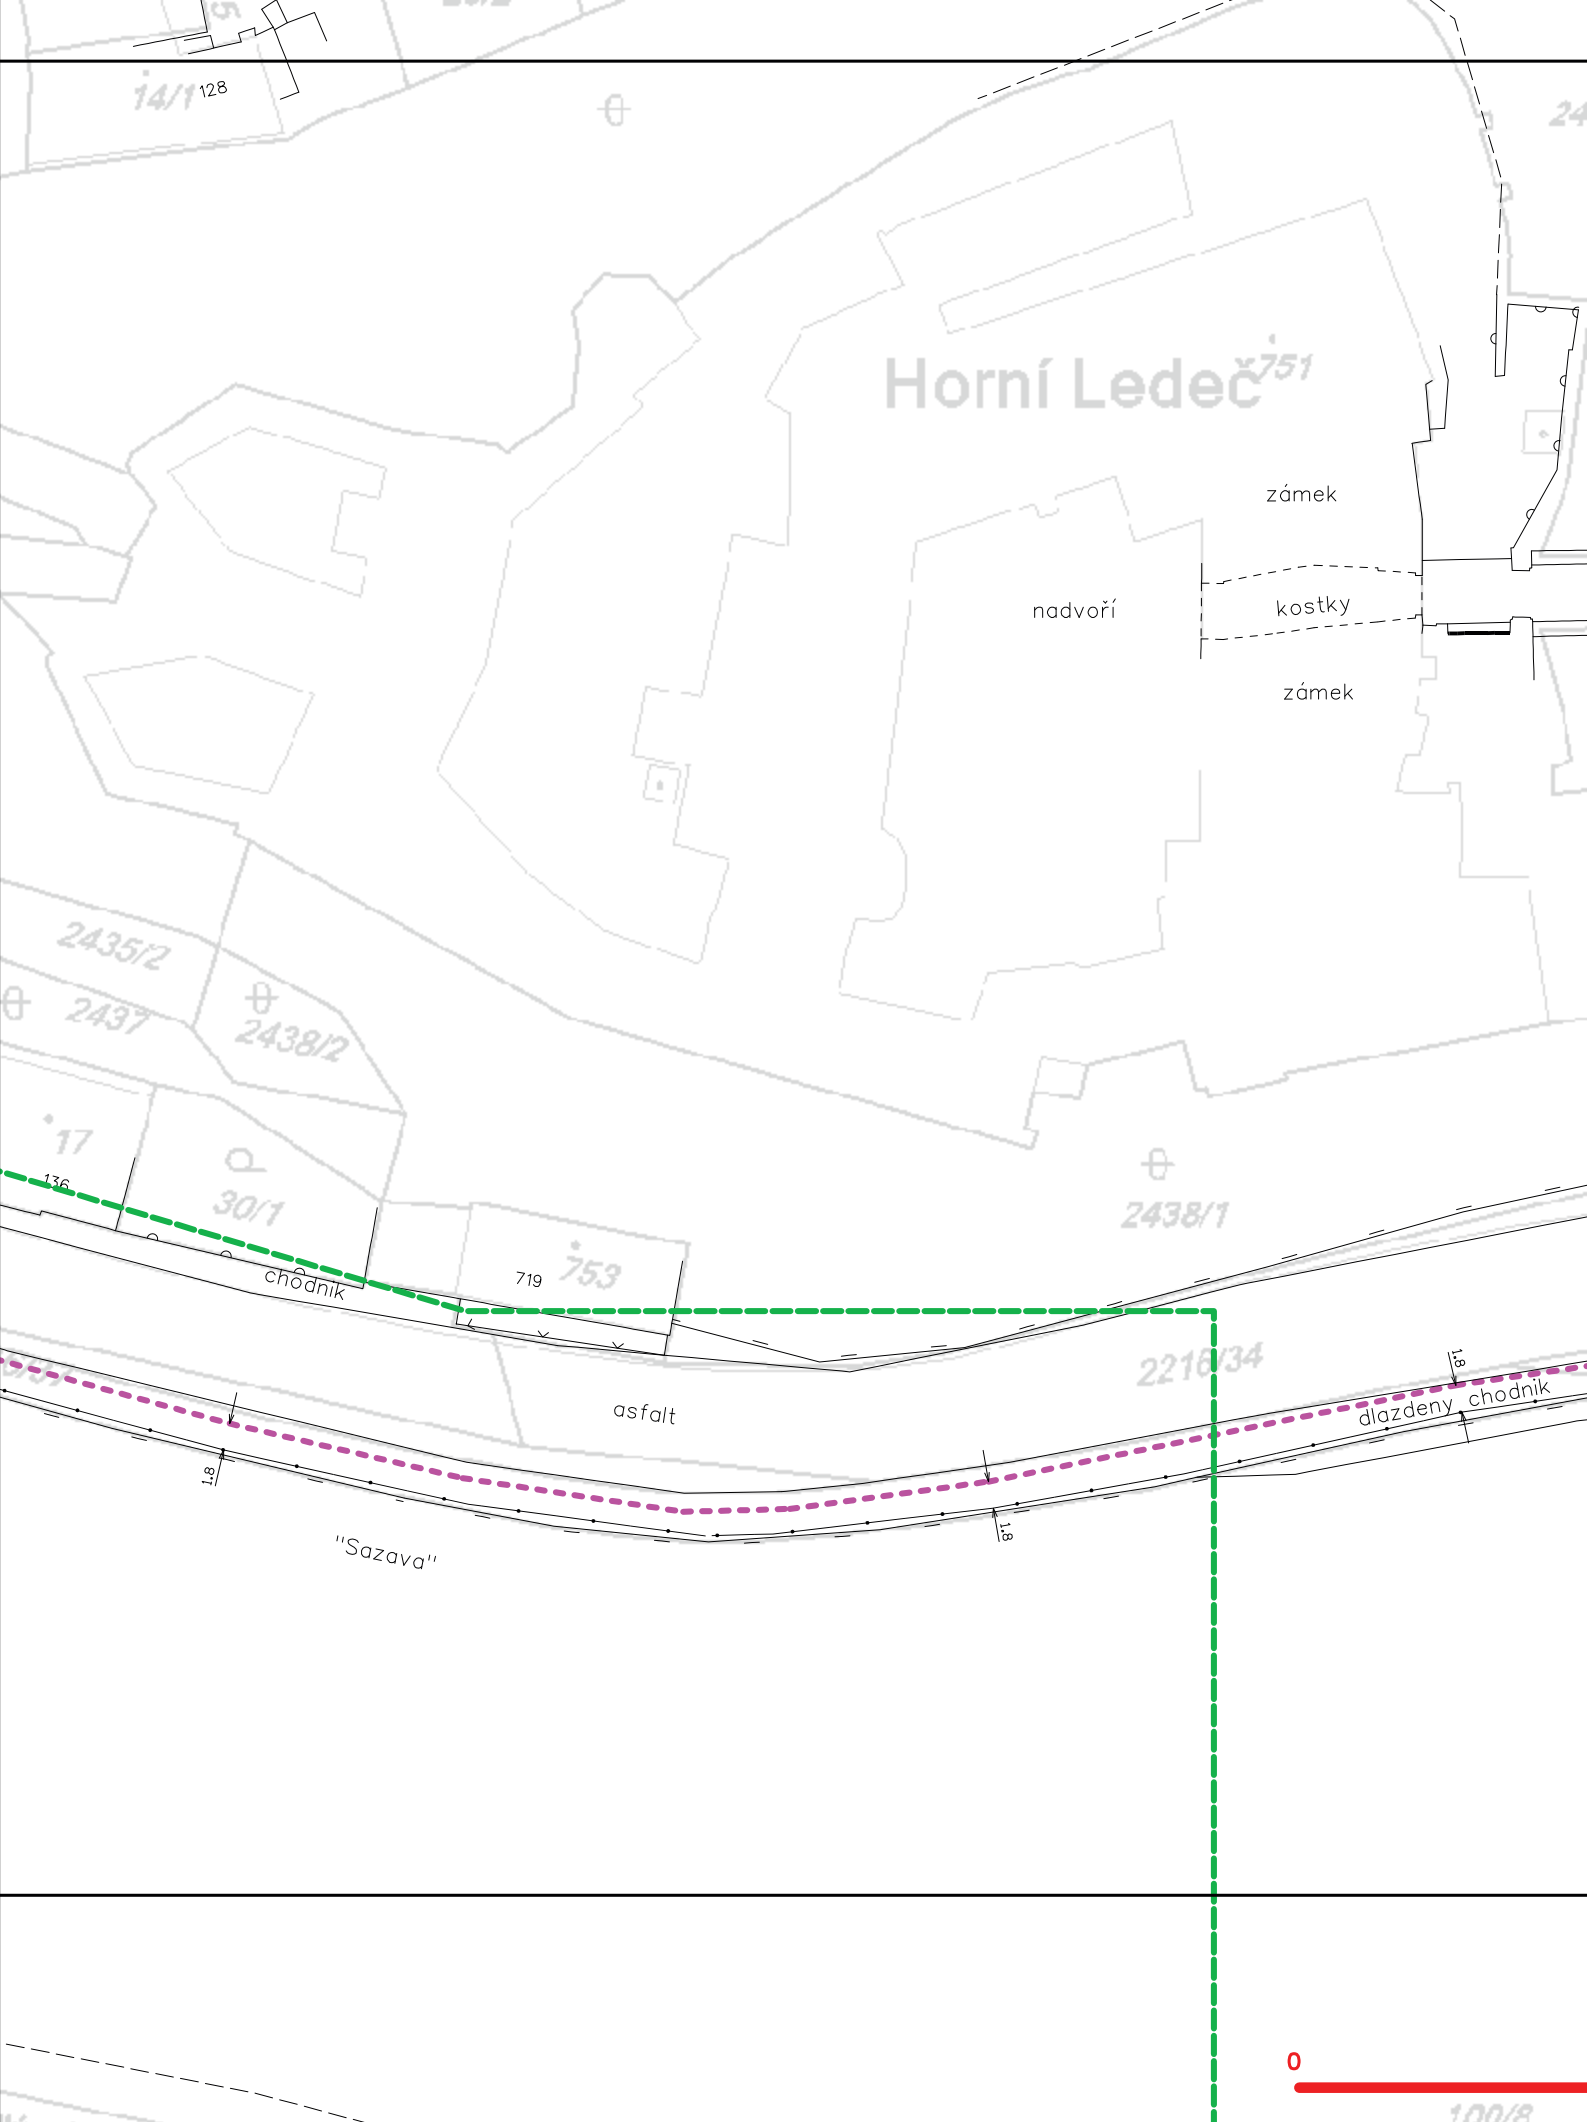 14/1
128
24
Horní Ledeč
751
zámek
nadvoří
kostky
zámek
2435/2
2437
2438/2
17
136
30/1
2438/1
chodnik
719
753
2216/34
1.8
asfalt
dlazdeny chodnik
1.8
1.8
"Sazava"
0
100/8